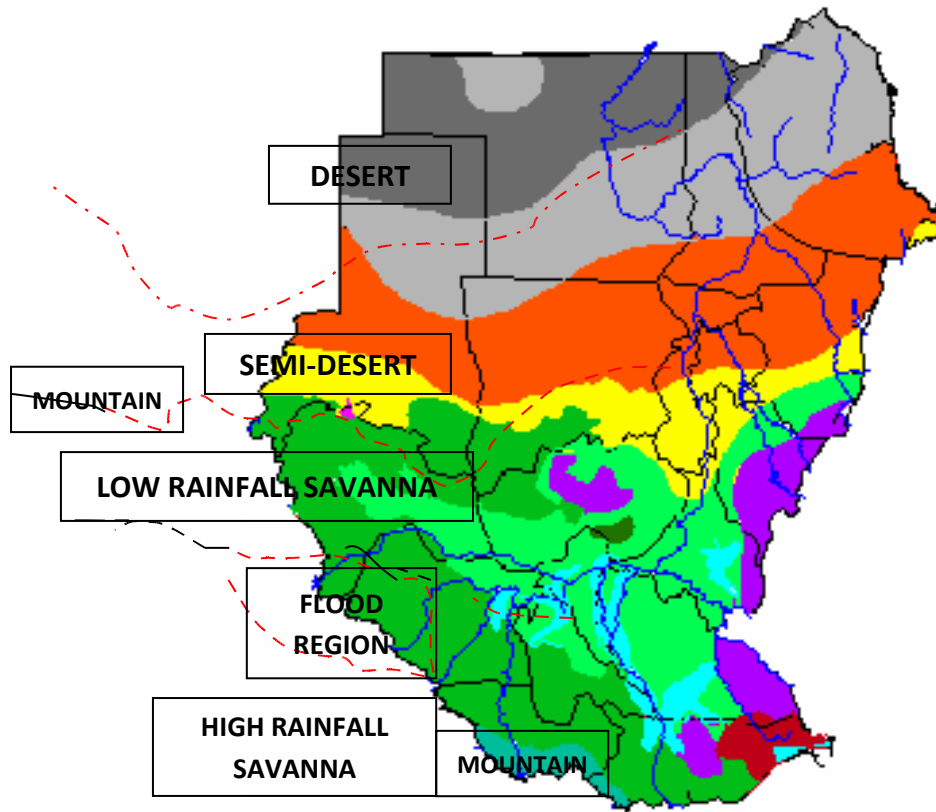 DESERT
SEMI-DESERT
MOUNTAIN
LOW RAINFALL SAVANNA
FLOOD
REGION
HIGH RAINFALL
SAVANNA
MOUNTAIN